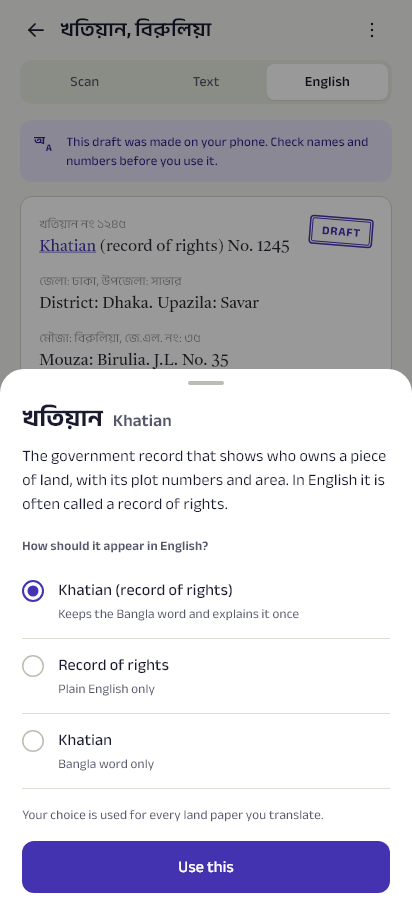 খতিয়ান, বিরুলিয়া
Scan
Text
English
অ
A
This draft was made on your phone. Check names and
numbers before you use it.
খতিয়ান নং ১২৪৫
Khatian (record of rights) No. 1245
DRAFT
জেলা: ঢাকা, উপজেলা: সাভার
District: Dhaka. Upazila: Savar
মৌজা: বিরুলিয়া, জে.এল. নং: ৩৫
Mouza: Birulia. J.L. No. 35
খতিয়ান Khatian
The government record that shows who owns a piece
of land, with its plot numbers and area. In English it is
often called a record of rights.
How should it appear in English?
Khatian (record of rights)
Keeps the Bangla word and explains it once
Record of rights
Plain English only
Khatian
Bangla word only
Your choice is used for every land paper you translate.
Use this